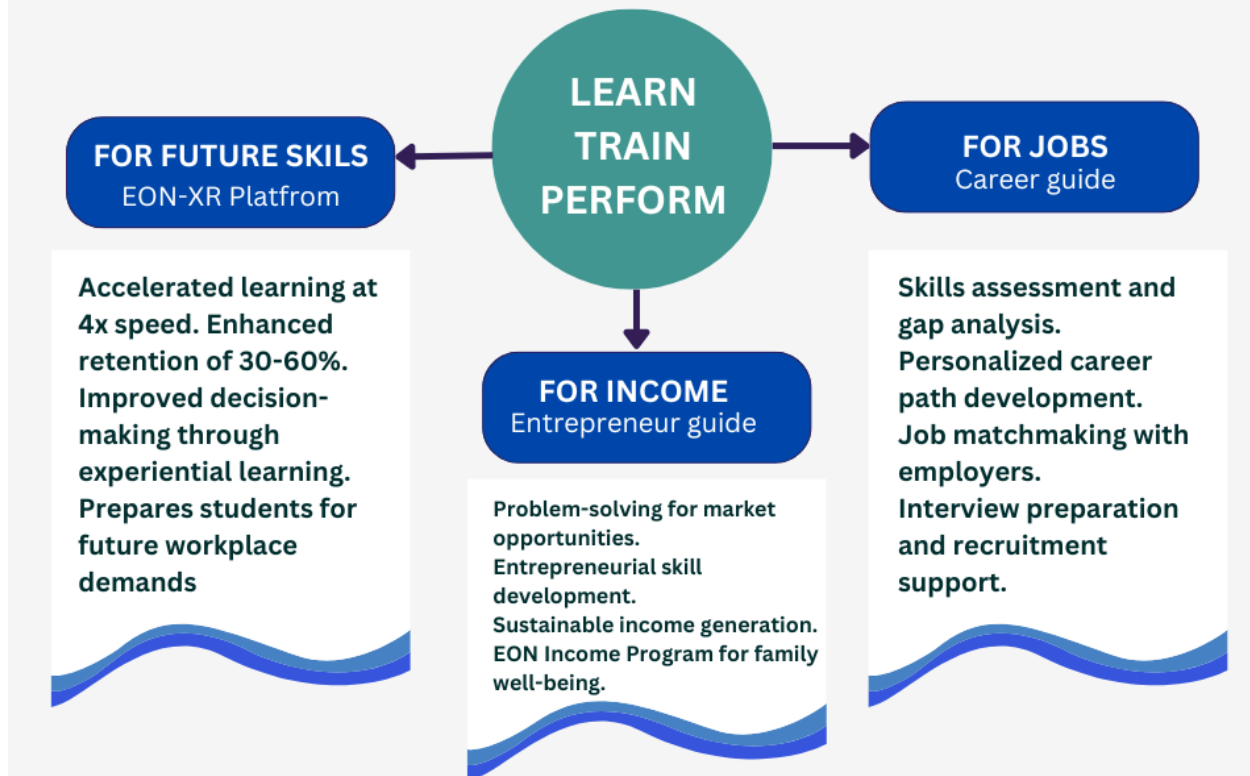 LEARN
TRAIN
PERFORM
FOR FUTURE SKILS
EON-XR Platfrom
Accelerated learning at
4x speed. Enhanced
retention of 30-60%.
Improved decision-
making through
experiential learning.
Prepares students for
future workplace
demands
FOR INCOME
Entrepreneur guide
Problem-solving for market
opportunities.
Entrepreneurial skill
development.
Sustainable income generation.
EON Income Program for family
well-being.
FOR JOBS
Career guide
Skills assessment and
gap analysis.
Personalized career
path development.
Job matchmaking with
employers.
Interview preparation
and recruitment
support.